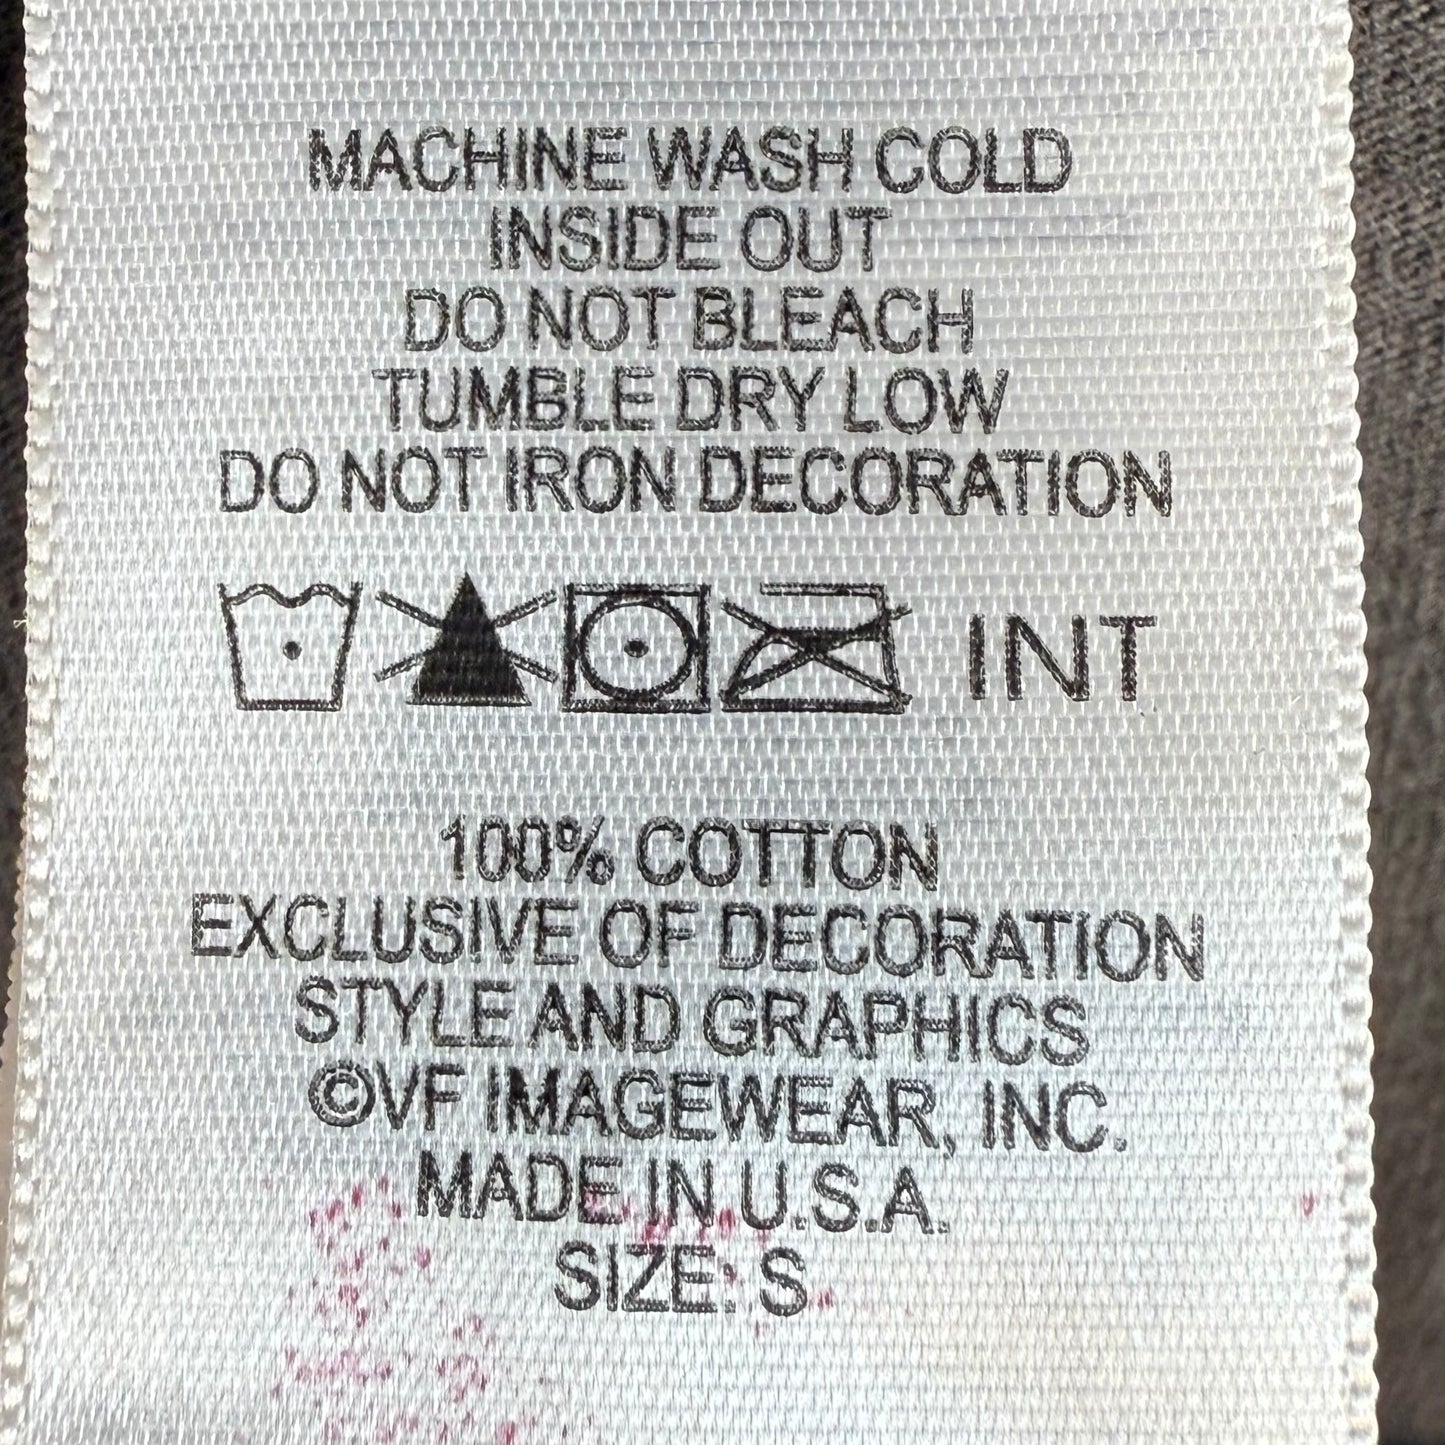 MACHINE WASH COLD
INSIDE OUT
DO NOT BLEACH
TUMBLE DRY LOW
DO NOT IRON DECORATION
INT
100% COTTON
EXCLUSIVE OF DECORATION
STYLE AND GRAPHICS
©VF IMAGEWEAR, INC.
MADE IN U.S.A.
SIZE: S